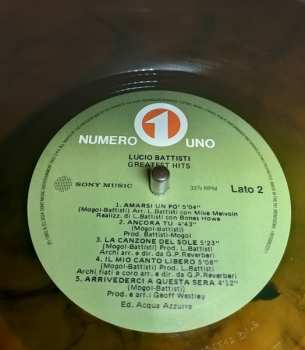 NUMERO 1 UNO
LUCIO BATTISTI
GREATEST HITS
SONY MUSIC
33⅓ RPM
Lato 2
1. AMARSI UN PO' 5'04"
(Mogol-Battisti) Arr. L.Battisti con Mike Melvoin
Realizz. di L.Battisti con Bones Howe
2. ANCORA TU 4'43"
(Mogol-Battisti)
Prod. Battisti-Mogol
3. LA CANZONE DEL SOLE 5'23"
(Mogol-Battisti) Prod. L.Battisti
Archi arr. e dir. da G.P.Reverberi
4. IL MIO CANTO LIBERO 5'08"
(Mogol-Battisti) Prod. L.Battisti
Archi fiati e coro arr. e dir. da G.P.Reverberi
5. ARRIVEDERCI A QUESTA SERA 4'12"
(Mogol-Battisti)
Prod. e arr. Geoff Westley
Ed. Acqua Azzurra